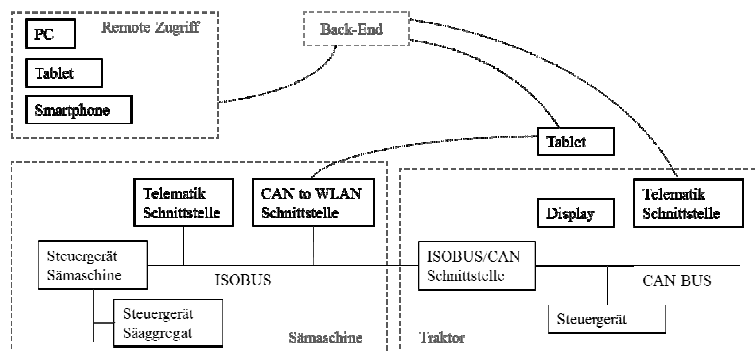 Remote Zugriff
PC
Tablet
Smartphone
Back-End
Tablet
Telematik
Schnittstelle
CAN to WLAN
Schnittstelle
Display
Telematik
Schnittstelle
Steuergerät
Sämaschine
ISOBUS
ISOBUS/CAN
Schnittstelle
CAN BUS
Steuergerät
Säaggregat
Steuergerät
Sämaschine
Traktor